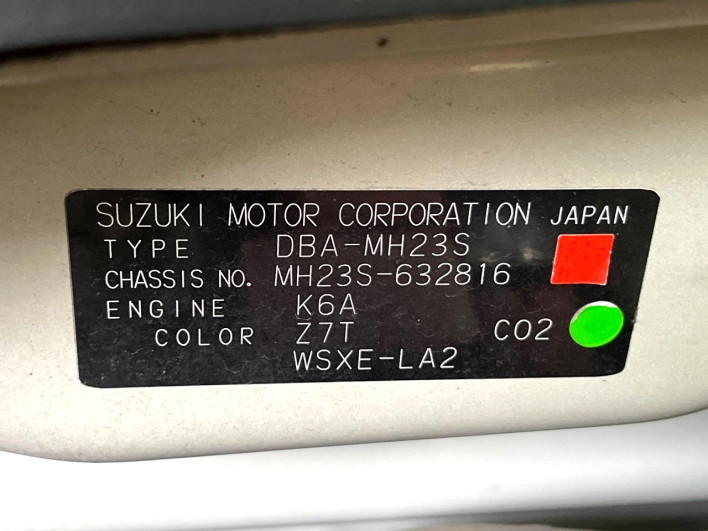 SUZUKI MOTOR CORPORATION JAPAN
TYPE DBA-MH23S
CHASSIS NO. MH23S-632816
ENGINE K6A
COLOR Z7T CO2
WSXE-LA2